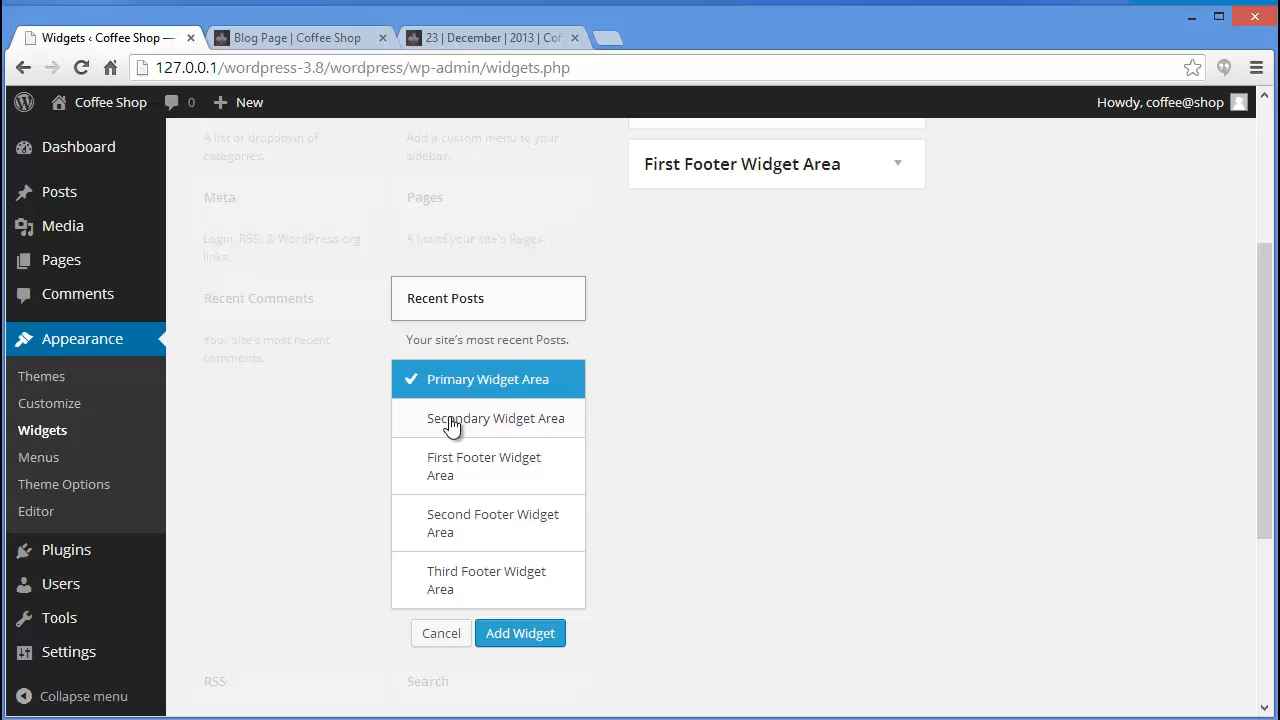 Widgets ‹ Coffee Shop —
Blog Page | Coffee Shop
23 | December | 2013 | Cof
127.0.0.1/wordpress-3.8/wordpress/wp-admin/widgets.php
Coffee Shop
0
New
Howdy, coffee@shop
Dashboard
Posts
Media
Pages
Comments
Appearance
Themes
Customize
Widgets
Menus
Theme Options
Editor
Plugins
Users
Tools
Settings
Collapse menu
A list or dropdown of
categories.
Add a custom menu to your
sidebar.
Meta
Pages
Login, RSS, & WordPress.org
links.
A list of your site's Pages.
Recent Comments
Recent Posts
Your site's most recent
comments.
Your site's most recent Posts.
Primary Widget Area
Secondary Widget Area
First Footer Widget
Area
Second Footer Widget
Area
Third Footer Widget
Area
Cancel
Add Widget
RSS
Search
First Footer Widget Area